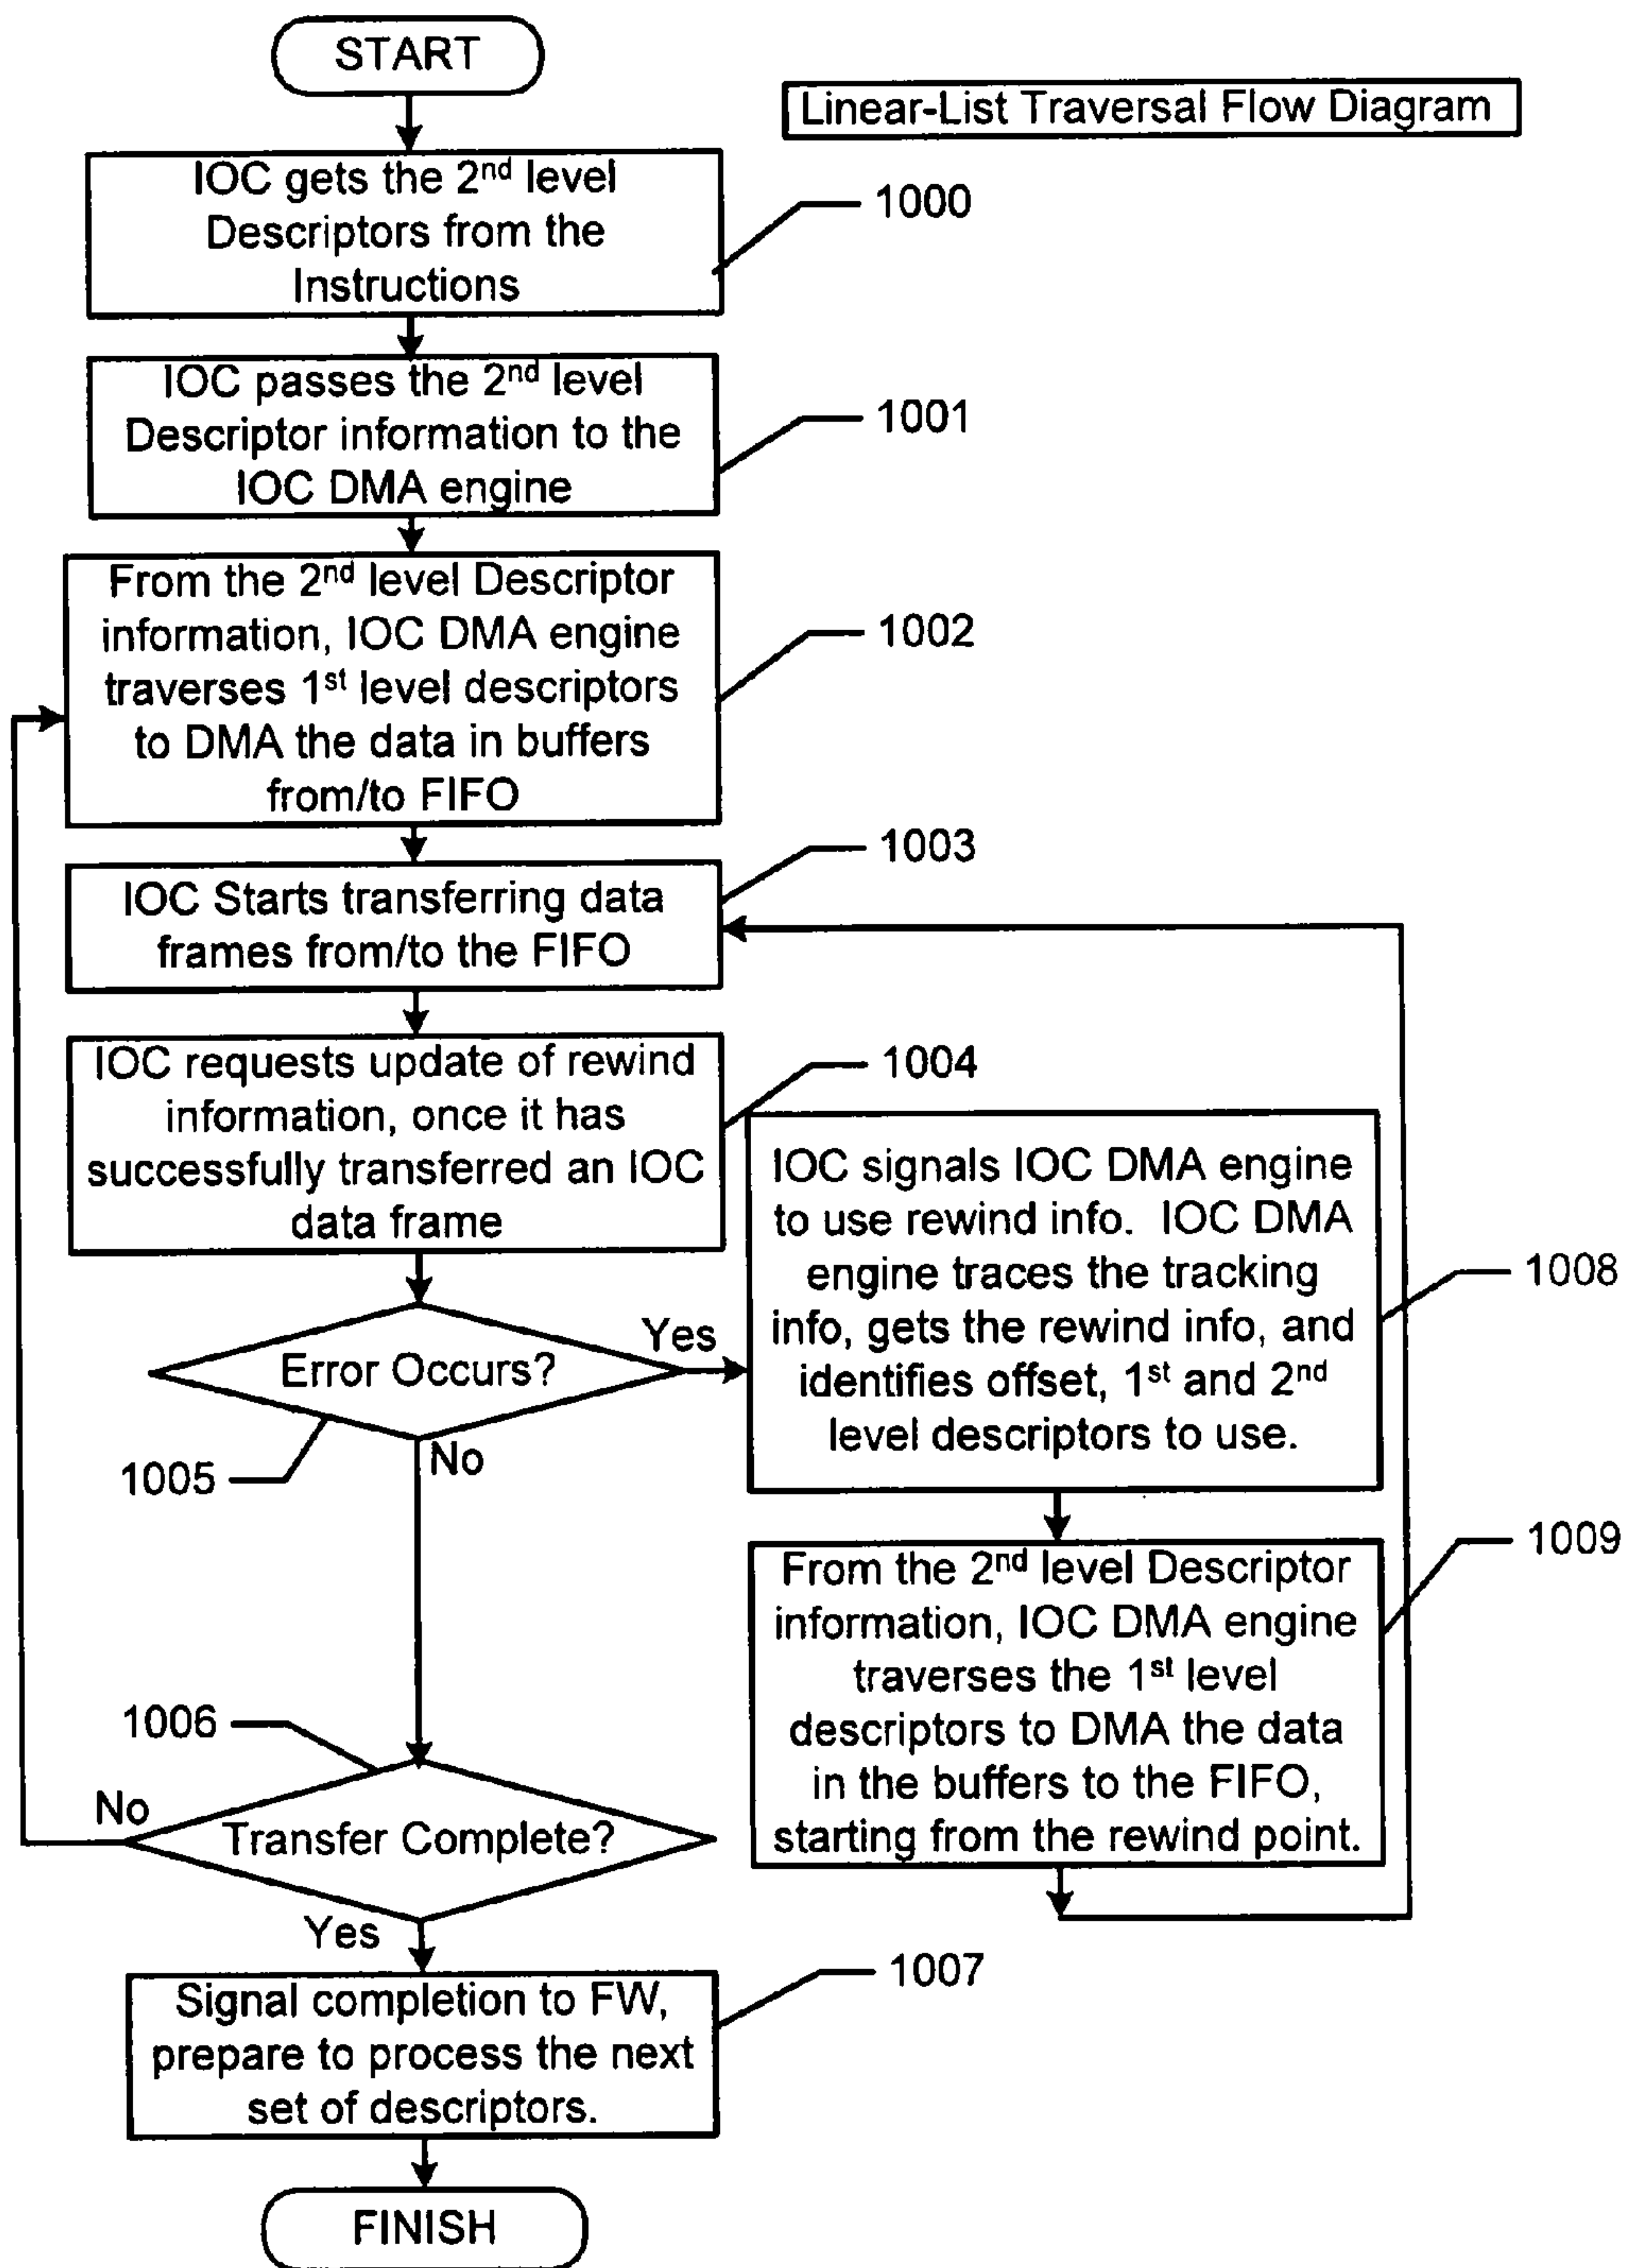 START
Linear-List Traversal Flow Diagram
IOC gets the 2nd level
Descriptors from the
Instructions
1000
IOC passes the 2nd level
Descriptor information to the
IOC DMA engine
1001
From the 2nd level Descriptor
information, IOC DMA engine
traverses 1st level descriptors
to DMA the data in buffers
from/to FIFO
1002
IOC Starts transferring data
frames from/to the FIFO
1003
IOC requests update of rewind
information, once it has
successfully transferred an IOC
data frame
1004
Error Occurs?
Yes
No
1005
IOC signals IOC DMA engine
to use rewind info. IOC DMA
engine traces the tracking
info, gets the rewind info, and
identifies offset, 1st and 2nd
level descriptors to use.
1008
From the 2nd level Descriptor
information, IOC DMA engine
traverses the 1st level
descriptors to DMA the data
in the buffers to the FIFO,
starting from the rewind point.
1009
1006
No
Transfer Complete?
Yes
Signal completion to FW,
prepare to process the next
set of descriptors.
1007
FINISH